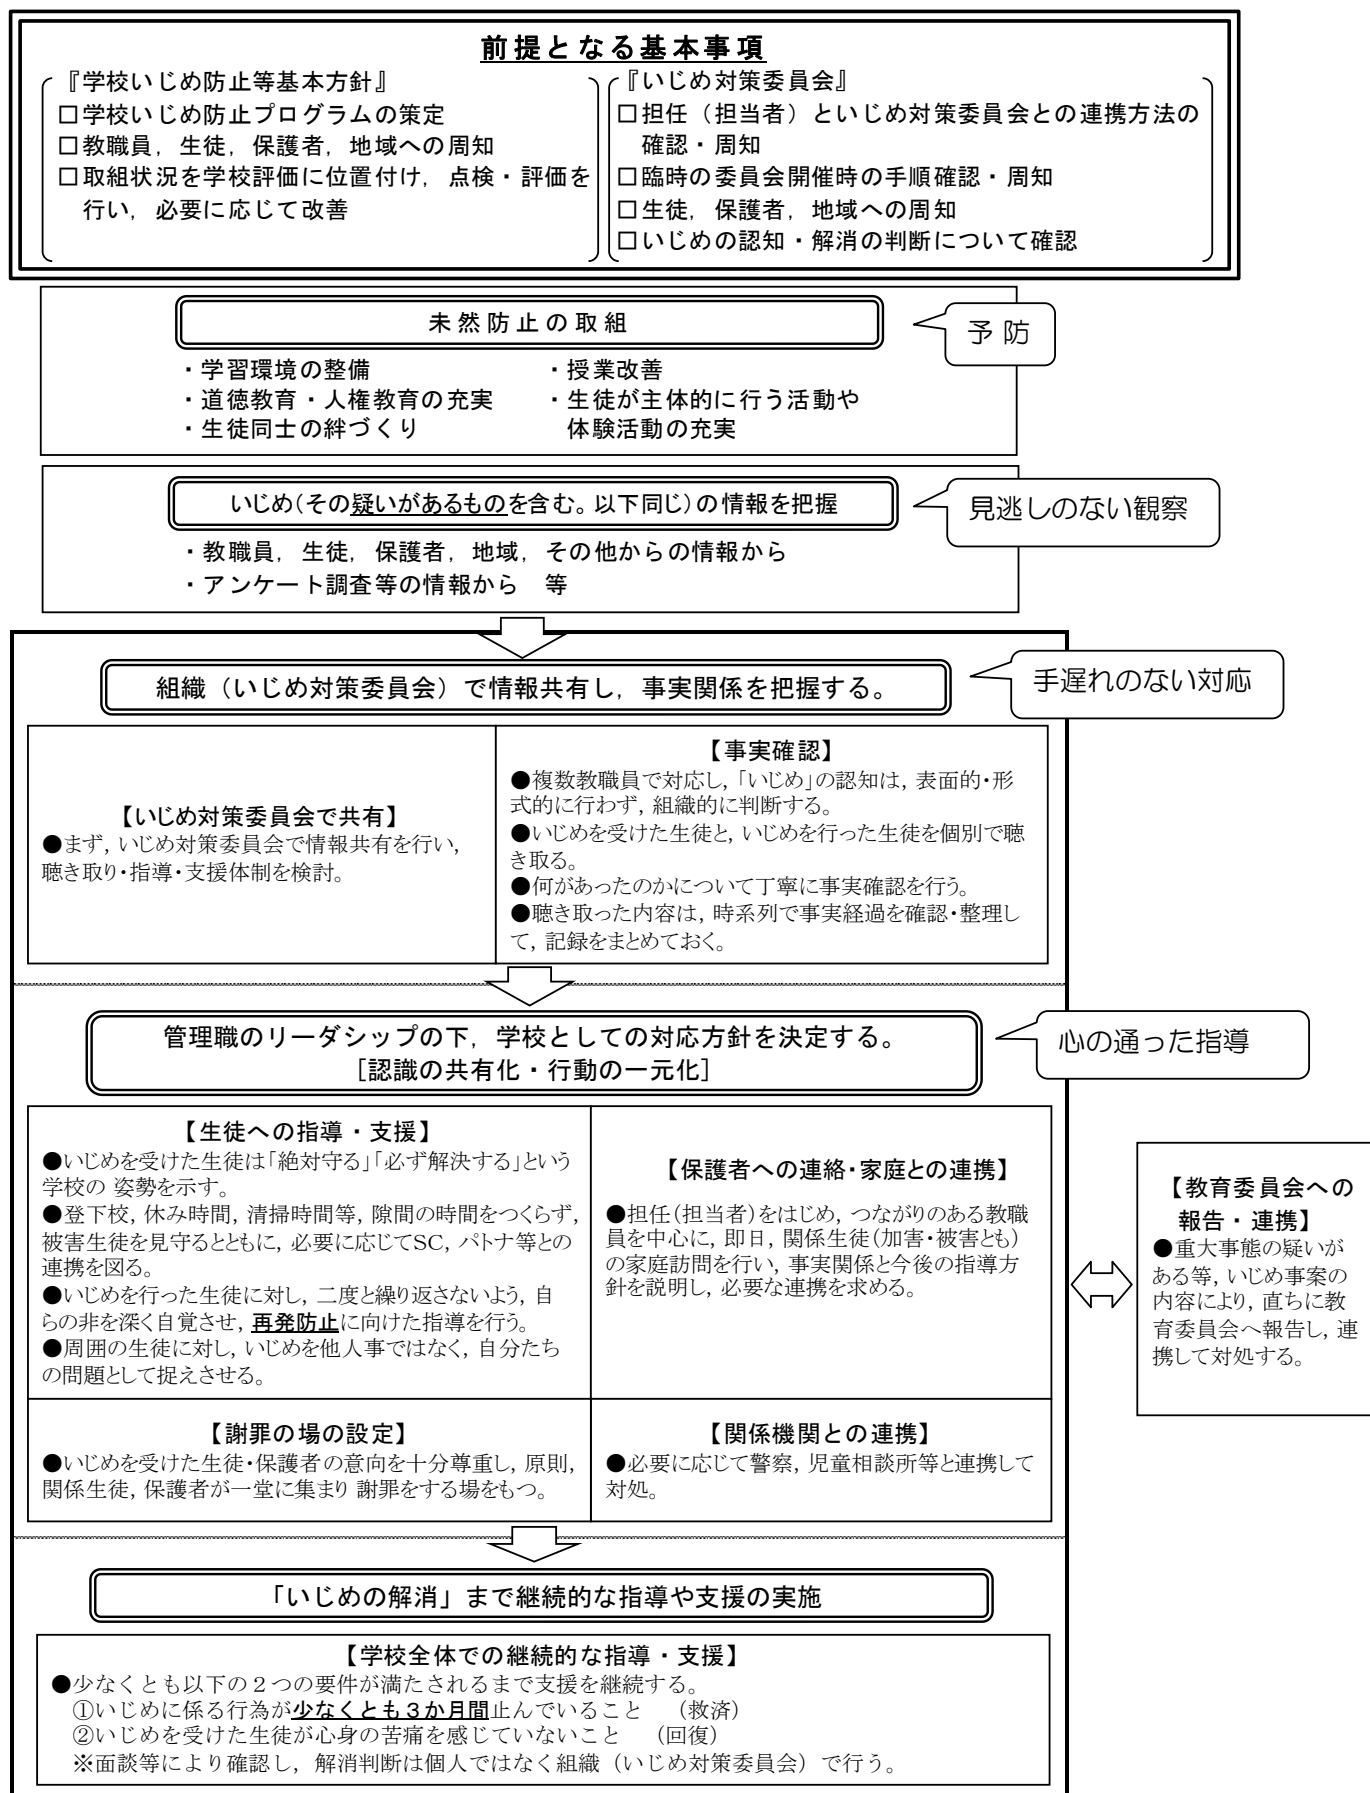 前提となる基本事項
『学校いじめ防止等基本方針』
□学校いじめ防止プログラムの策定
□教職員，生徒，保護者，地域への周知
□取組状況を学校評価に位置付け，点検・評価を
行い，必要に応じて改善
『いじめ対策委員会』
□担任（担当者）といじめ対策委員会との連携方法の
確認・周知
□臨時の委員会開催時の手順確認・周知
□生徒，保護者，地域への周知
□いじめの認知・解消の判断について確認
未然防止の取組
予 防
・学習環境の整備
・道徳教育・人権教育の充実
・生徒同士の絆づくり
・授業改善
・生徒が主体的に行う活動や
体験活動の充実
いじめ（その疑いがあるものを含む。以下同じ）の情報を把握
見逃しのない観察
・教職員，生徒，保護者，地域，その他からの情報から
・アンケート調査等の情報から　等
組織（いじめ対策委員会）で情報共有し，事実関係を把握する。
手遅れのない対応
【いじめ対策委員会で共有】
●まず，いじめ対策委員会で情報共有を行い，
聴き取り・指導・支援体制を検討。
【事実確認】
●複数教職員で対応し，「いじめ」の認知は，表面的・形
式的に行わず，組織的に判断する。
●いじめを受けた生徒と，いじめを行った生徒を個別で聴
き取る。
●何があったのかについて丁寧に事実確認を行う。
●聴き取った内容は，時系列で事実経過を確認・整理し
て，記録をまとめておく。
管理職のリーダシップの下，学校としての対応方針を決定する。
［認識の共有化・行動の一元化］
心の通った指導
【生徒への指導・支援】
●いじめを受けた生徒は「絶対守る」「必ず解決する」という
学校の 姿勢を示す。
●登下校，休み時間，清掃時間等，隙間の時間をつくらず，
被害生徒を見守るとともに，必要に応じてSC，パトナ等との
連携を図る。
●いじめを行った生徒に対し，二度と繰り返さないよう，自
らの非を深く自覚させ，再発防止に向けた指導を行う。
●周囲の生徒に対し，いじめを他人事ではなく，自分たち
の問題として捉えさせる。
【保護者への連絡・家庭との連携】
●担任（担当者）をはじめ，つながりのある教職
員を中心に，即日，関係生徒（加害・被害とも）
の家庭訪問を行い，事実関係と今後の指導方
針を説明し，必要な連携を求める。
【教育委員会への
報告・連携】
●重大事態の疑いが
ある等，いじめ事案の
内容により，直ちに教
育委員会へ報告し，連
携して対処する。
【謝罪の場の設定】
●いじめを受けた生徒・保護者の意向を十分尊重し，原則，
関係生徒，保護者が一堂に集まり 謝罪をする場をもつ。
【関係機関との連携】
●必要に応じて警察，児童相談所等と連携して
対処。
「いじめの解消」まで継続的な指導や支援の実施
【学校全体での継続的な指導・支援】
●少なくとも以下の２つの要件が満たされるまで支援を継続する。
①いじめに係る行為が少なくとも３か月間止んでいること　（救済）
②いじめを受けた生徒が心身の苦痛を感じていないこと　（回復）
※面談等により確認し，解消判断は個人ではなく組織（いじめ対策委員会）で行う。